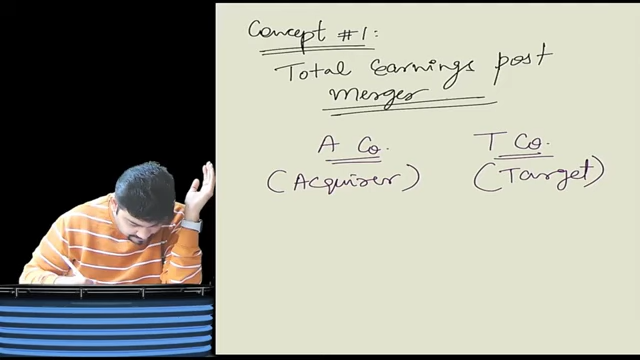 Concept #1:
Total Earnings post
Merger
A Co. T Co.
(Acquirer) (Target)